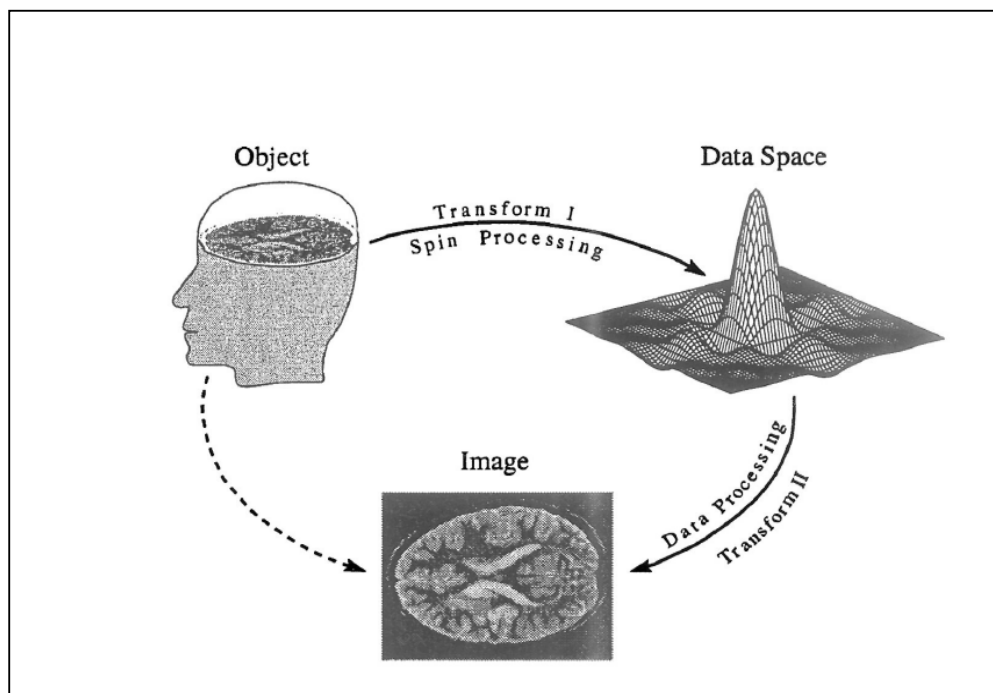 Object
Data Space
Transform I
Spin Processing
Image
Data Processing
Transform II